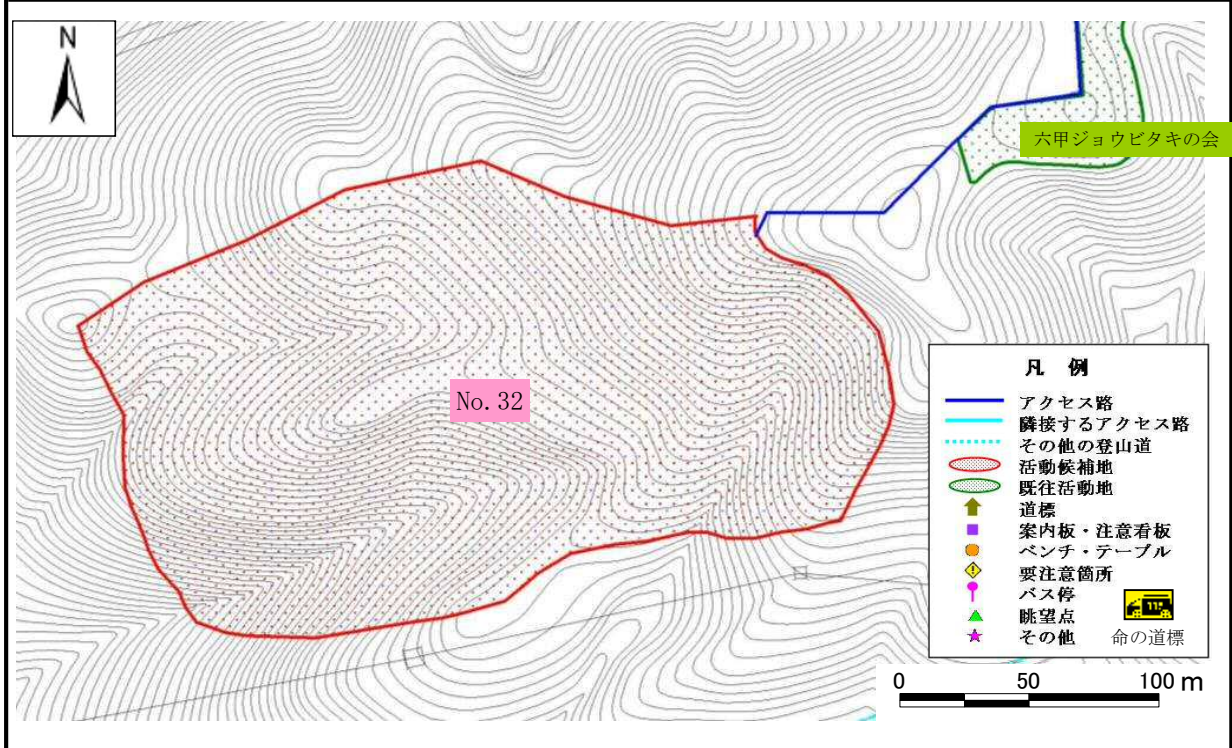 N
六甲ジョウビタキの会
No. 32
凡 例
アクセス路
隣接するアクセス路
その他の登山道
活動候補地
既往活動地
道標
案内板・注意看板
ベンチ・テーブル
要注意箇所
バス停
眺望点
その他 命の道標
0 50 100 m